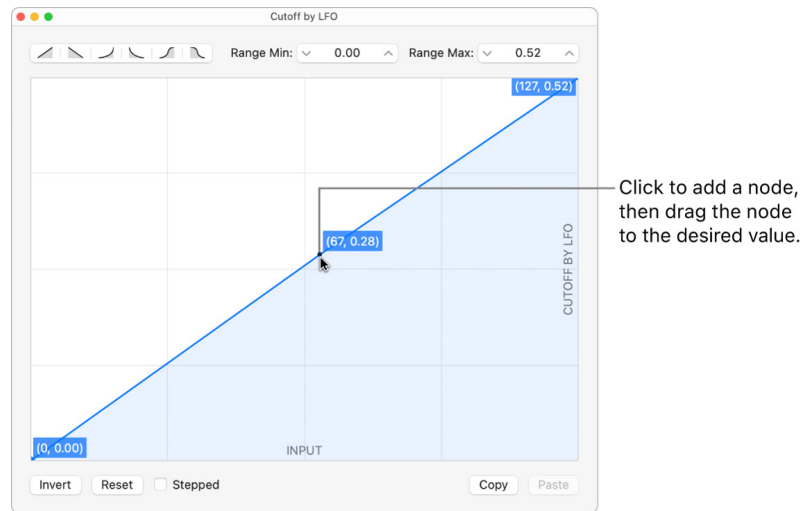 Cutoff by LFO
Range Min: 0.00 Range Max: 0.52
(127, 0.52)
Click to add a node,
then drag the node
to the desired value.
(67, 0.28)
CUTOFF BY LFO
(0, 0.00)
INPUT
Invert Reset Stepped Copy Paste